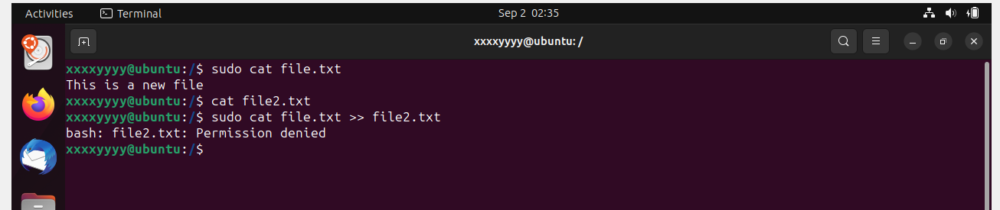 Activities Terminal Sep 2 02:35
xxxxyyyy@ubuntu: /
xxxxyyyy@ubuntu:/$ sudo cat file.txt
This is a new file
xxxxyyyy@ubuntu:/$ cat file2.txt
xxxxyyyy@ubuntu:/$ sudo cat file.txt >> file2.txt
bash: file2.txt: Permission denied
xxxxyyyy@ubuntu:/$